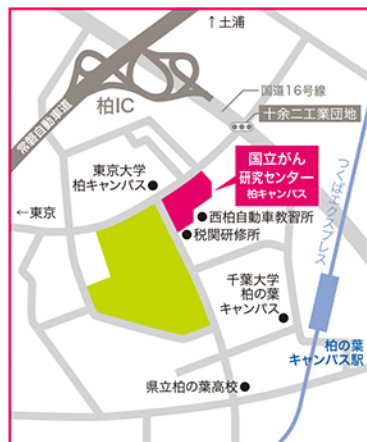 ↑土浦
国道16号線
柏IC
十余二工業団地
常磐自動車道
国立がん
研究センター
柏キャンパス
東京大学
柏キャンパス
つくばエクスプレス
←東京
西柏自動車教習所
税関研修所
千葉大学
柏の葉
キャンパス
柏の葉
キャンパス駅
県立柏の葉高校